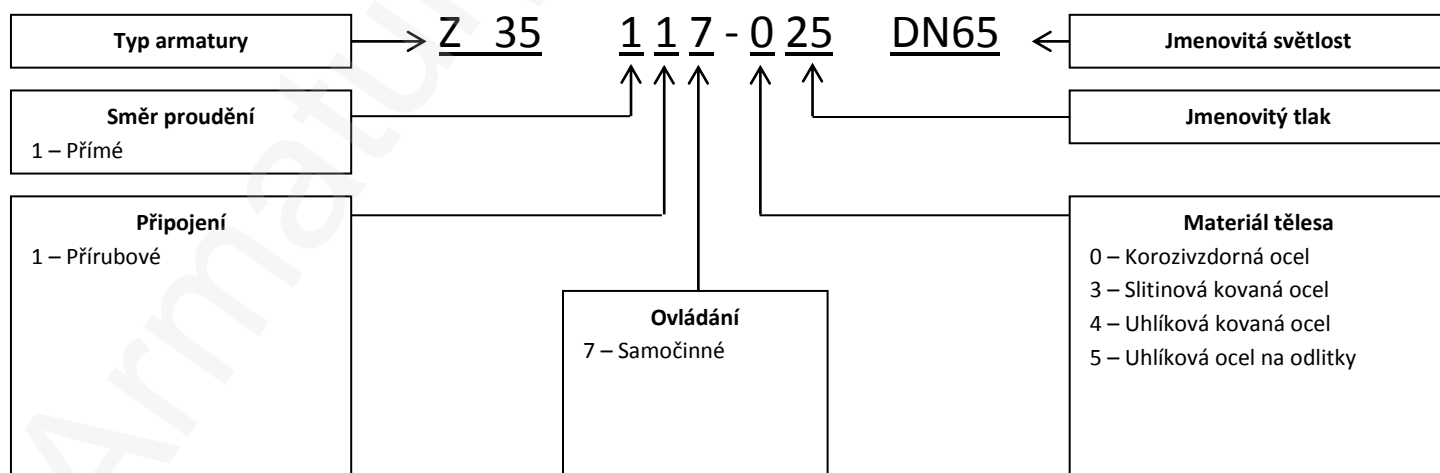 Typ armatury
Z 35 1 1 7 - 0 25 DN65
Jmenovitá světlost
Směr proudění
1 – Přímé
Jmenovitý tlak
Připojení
1 – Přírubové
Ovládání
7 – Samočinné
Materiál tělesa
0 – Korozivzdorná ocel
3 – Slitinová kovaná ocel
4 – Uhlíková kovaná ocel
5 – Uhlíková ocel na odlitky